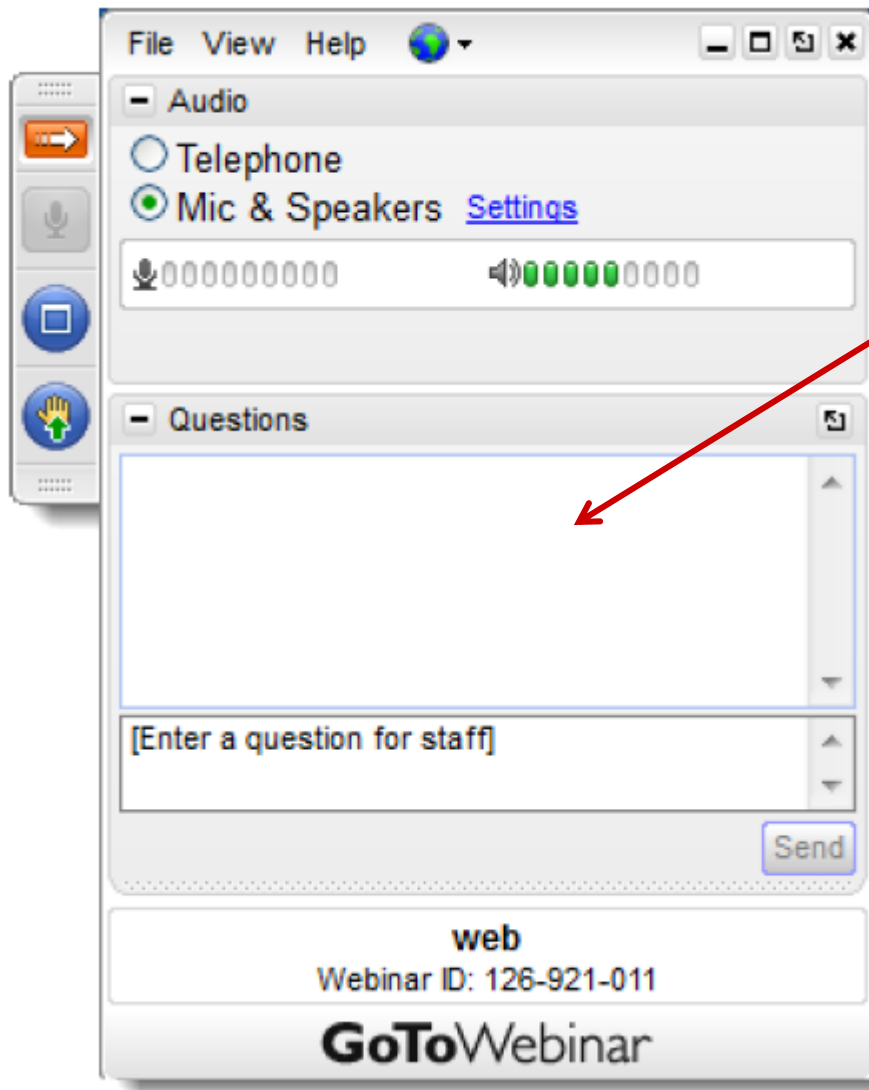 File View Help
Audio
Telephone
Mic & Speakers Settings
Questions
[Enter a question for staff]
Send
web
Webinar ID: 126-921-011
GoToWebinar